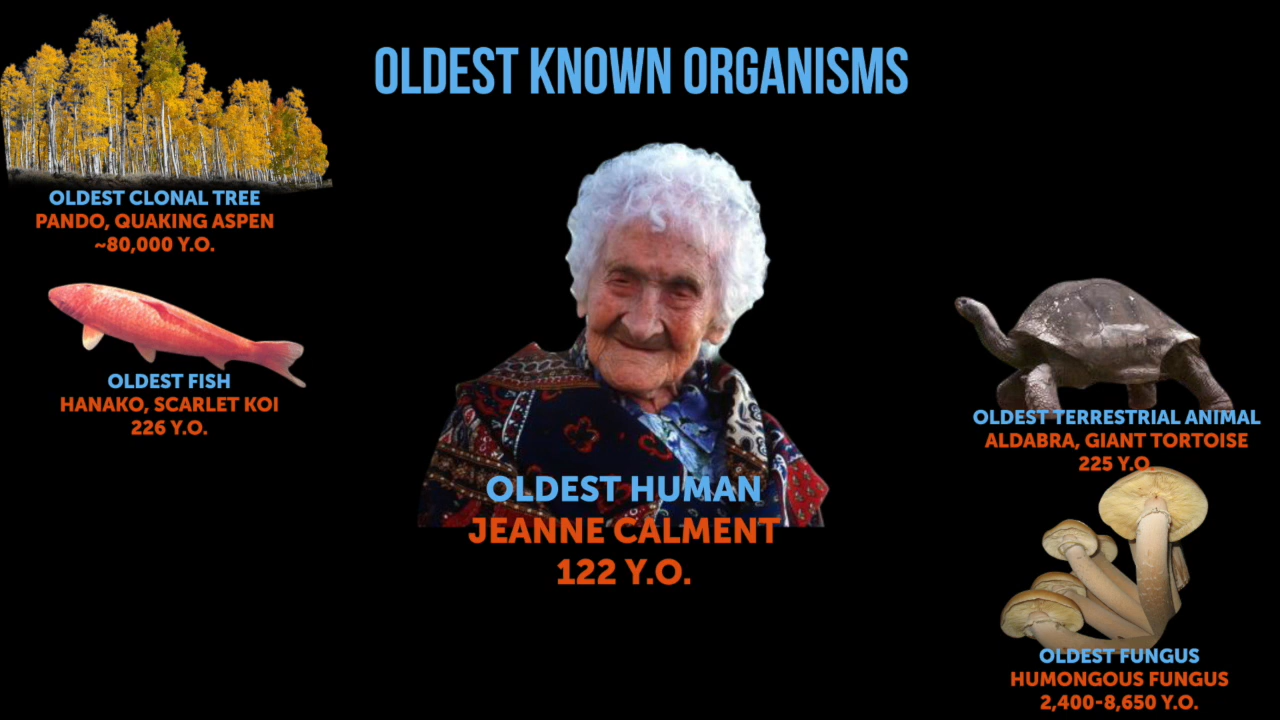 OLDEST KNOWN ORGANISMS
OLDEST CLONAL TREE
PANDO, QUAKING ASPEN
~80,000 Y.O.
OLDEST FISH
HANAKO, SCARLET KOI
226 Y.O.
OLDEST HUMAN
JEANNE CALMENT
122 Y.O.
OLDEST TERRESTRIAL ANIMAL
ALDABRA, GIANT TORTOISE
225 Y.O.
OLDEST FUNGUS
HUMONGOUS FUNGUS
2,400-8,650 Y.O.